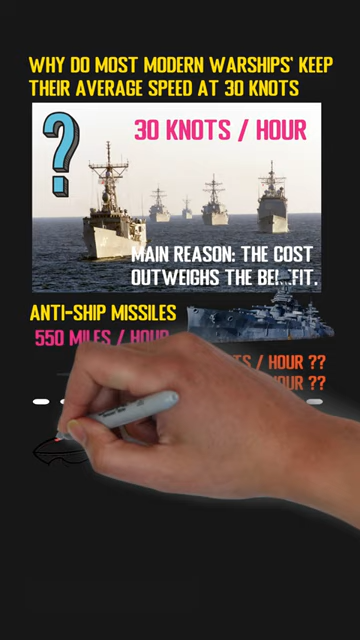 WHY DO MOST MODERN WARSHIPS' KEEP
THEIR AVERAGE SPEED AT 30 KNOTS
?
30 KNOTS / HOUR
MAIN REASON: THE COST
OUTWEIGHS THE
ANTI-SHIP MISSILES
550 MILES / HOUR
/ HOUR ??
??